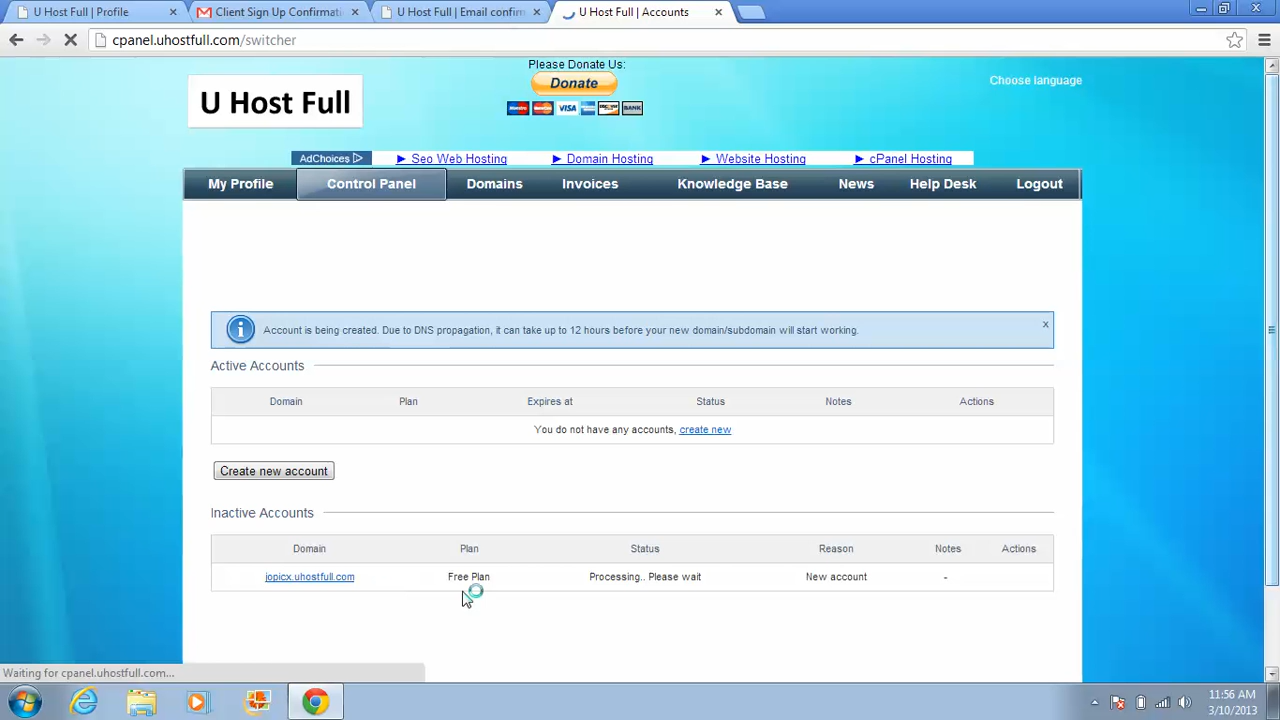 U Host Full | Profile
Client Sign Up Confirmati
U Host Full | Email confirm
U Host Full | Accounts
cpanel.uhostfull.com/switcher
Please Donate Us:
Donate
VISA
BANK
Choose language
U Host Full
AdChoices
► Seo Web Hosting
► Domain Hosting
► Website Hosting
► cPanel Hosting
My Profile
Control Panel
Domains
Invoices
Knowledge Base
News
Help Desk
Logout
Account is being created. Due to DNS propagation, it can take up to 12 hours before your new domain/subdomain will start working.
x
Active Accounts
Domain Plan Expires at Status Notes Actions
You do not have any accounts, create new
Create new account
Inactive Accounts
Domain Plan Status Reason Notes Actions
jopicx.uhostfull.com Free Plan Processing.. Please wait New account -
Waiting for cpanel.uhostfull.com...
11:56 AM
3/10/2013